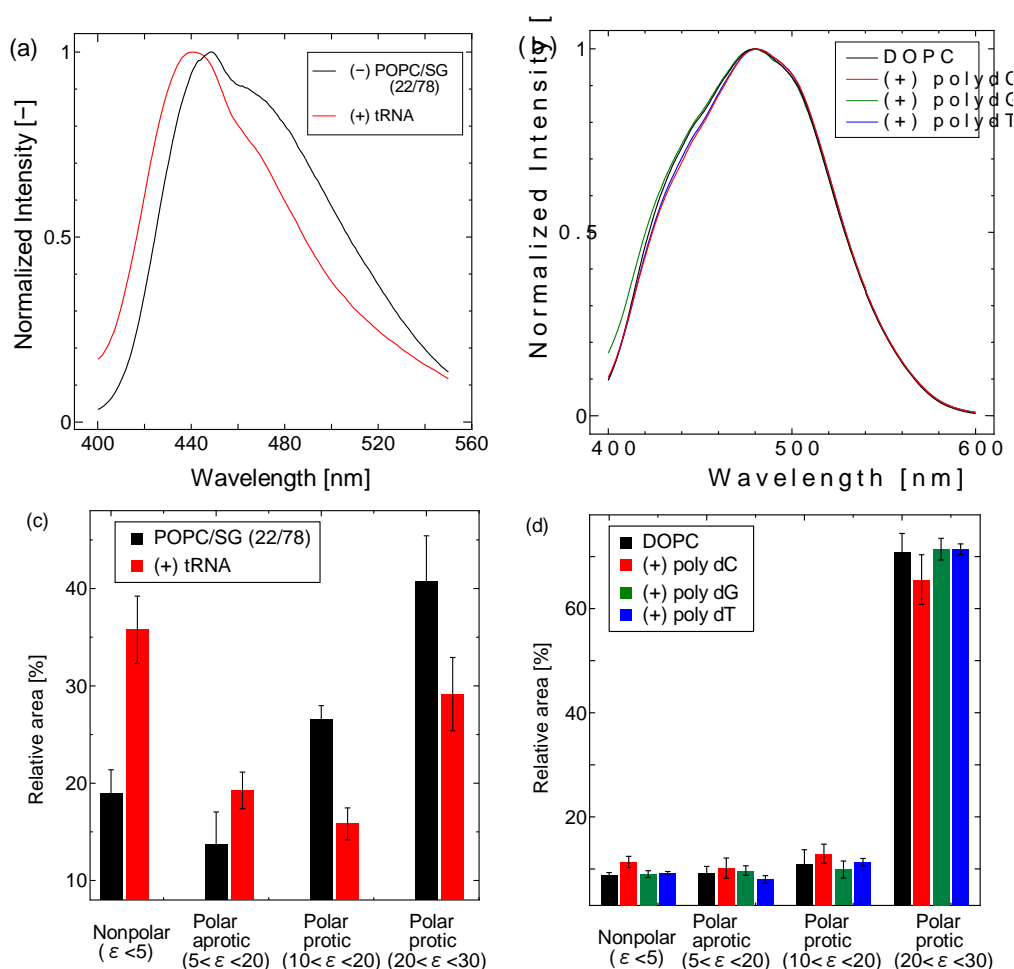 (a)
1
0.5
0
Normalized Intensity [−]
(−) POPC/SG
(22/78)
(+) tRNA
400 440 480 520 560
Wavelength [nm]
(b)
1
0.5
0
Normalized Intensity [
DOPC
(+) polydC
(+) polydG
(+) polydT
400 500 600
Wavelength [nm]
(c)
40
30
20
10
Relative area [%]
POPC/SG (22/78)
(+) tRNA
Nonpolar
(ε <5)
Polar
aprotic
(5< ε <20)
Polar
protic
(10< ε <20)
Polar
protic
(20< ε <30)
(d)
60
40
20
Relative area [%]
DOPC
(+) poly dC
(+) poly dG
(+) poly dT
Nonpolar
(ε <5)
Polar
aprotic
(5< ε <20)
Polar
protic
(10< ε <20)
Polar
protic
(20< ε <30)